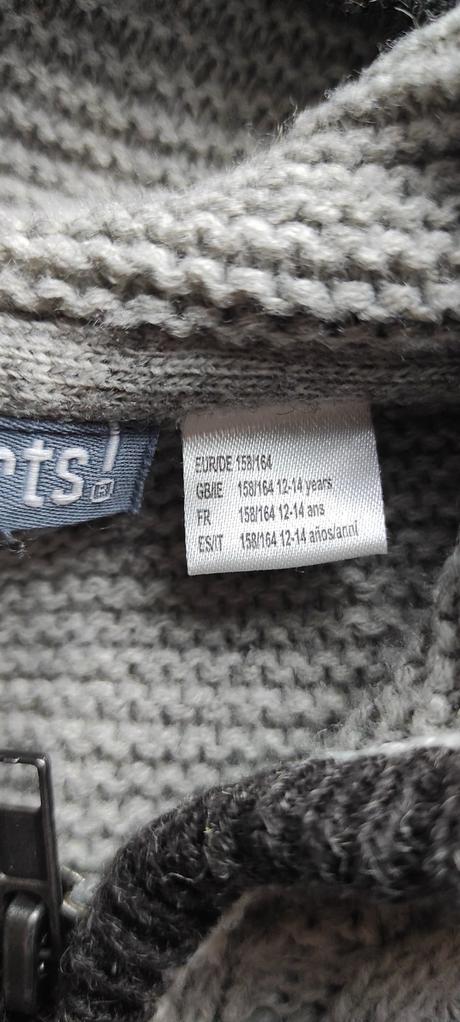 nts!
EUR/DE 158/164
GB/IE 158/164 12-14 years
FR 158/164 12-14 ans
ES/IT 158/164 12-14 años/anni